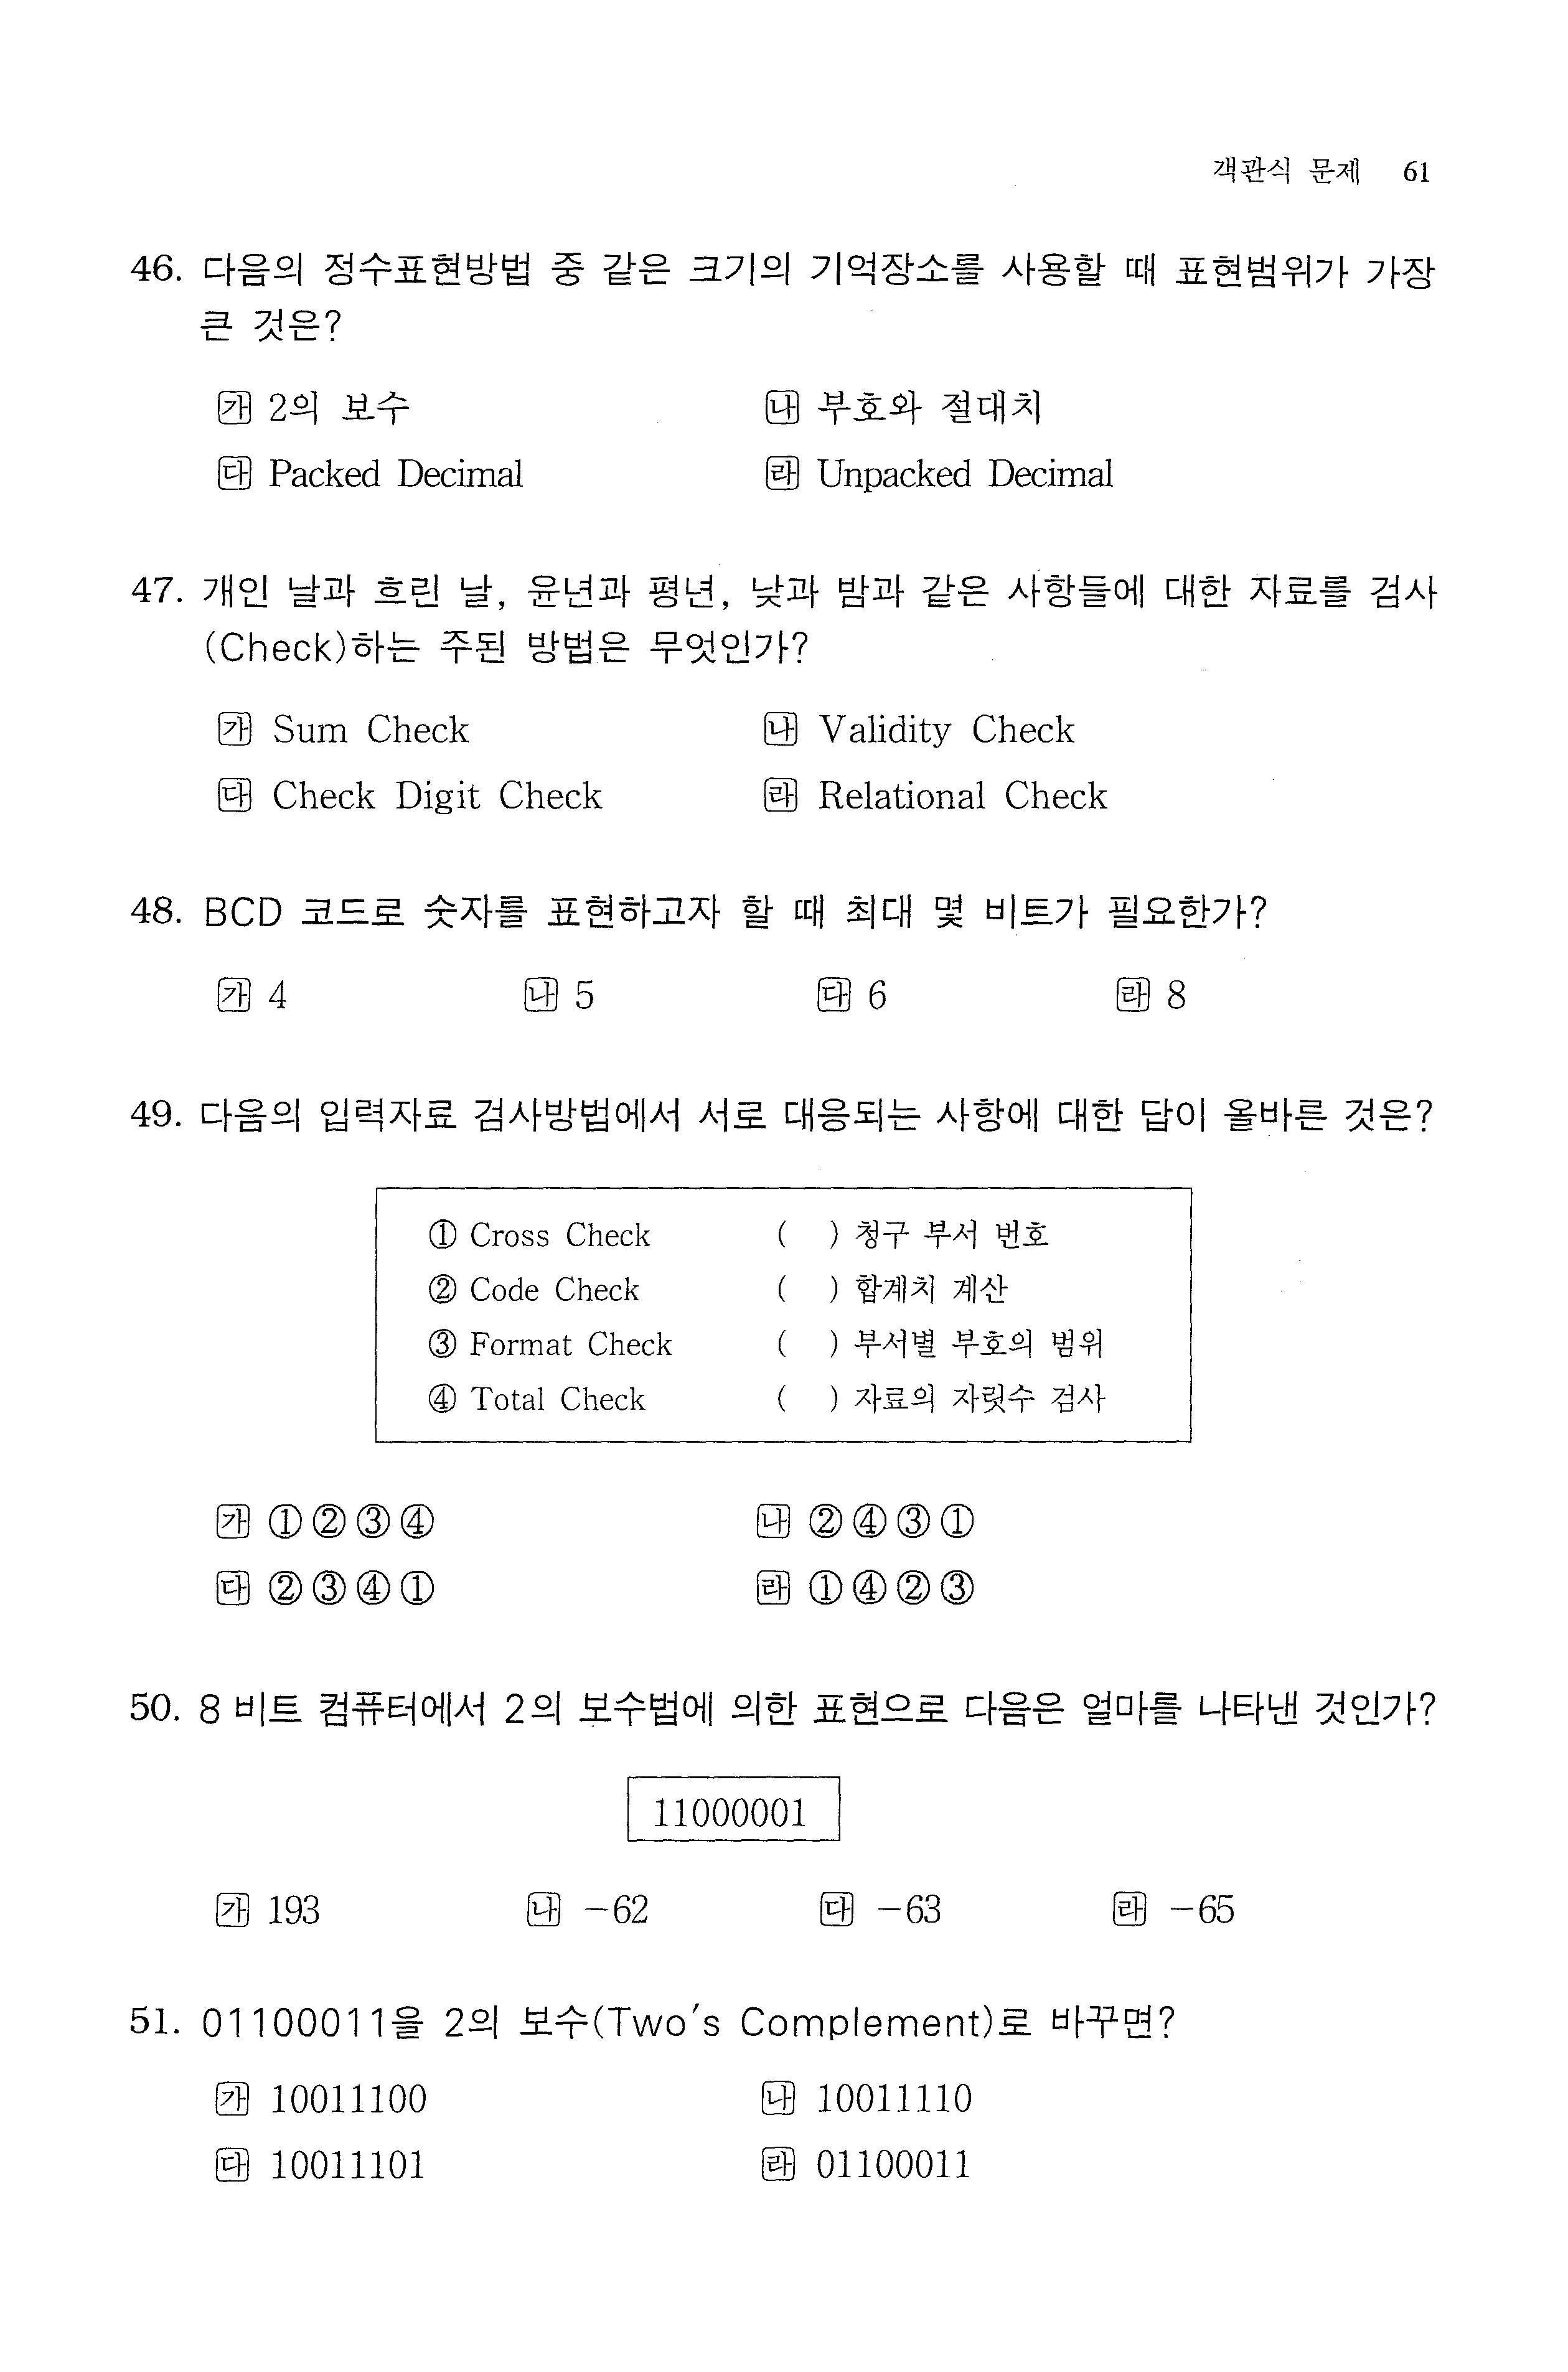 객관식 문제 61
46. 다음의 정수표현방법 중 같은 크기의 기억장소를 사용할 때 표현범위가 가장
큰 것은?
가 2의 보수 나 부호와 절대치
다 Packed Decimal 라 Unpacked Decimal
47. 개인 날과 흐린 날, 윤년과 평년, 낮과 밤과 같은 사항들에 대한 자료를 검사
(Check)하는 주된 방법은 무엇인가?
가 Sum Check 나 Validity Check
다 Check Digit Check 라 Relational Check
48. BCD 코드로 숫자를 표현하고자 할 때 최대 몇 비트가 필요한가?
가 4 나 5 다 6 라 8
49. 다음의 입력자료 검사방법에서 서로 대응되는 사항에 대한 답이 올바른 것은?
① Cross Check ( ) 청구 부서 번호
② Code Check ( ) 합계치 계산
③ Format Check ( ) 부서별 부호의 범위
④ Total Check ( ) 자료의 자릿수 검사
가 ①②③④ 나 ②④③①
다 ②③④① 라 ①④②③
50. 8 비트 컴퓨터에서 2의 보수법에 의한 표현으로 다음은 얼마를 나타낸 것인가?
11000001
가 193 나 -62 다 -63 라 -65
51. 01100011을 2의 보수(Two's Complement)로 바꾸면?
가 10011100 나 10011110
다 10011101 라 01100011